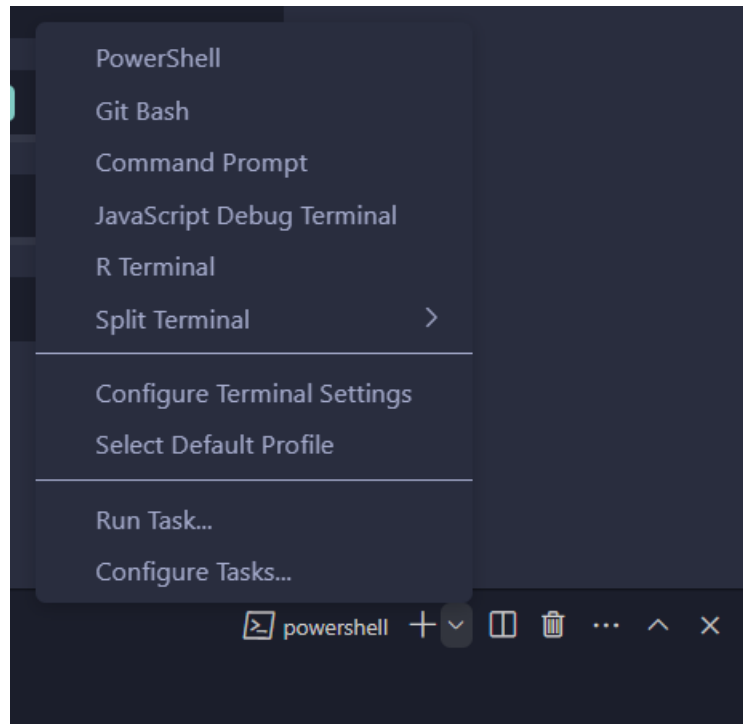 PowerShell
Git Bash
Command Prompt
JavaScript Debug Terminal
R Terminal
Split Terminal
Configure Terminal Settings
Select Default Profile
Run Task...
Configure Tasks...
powershell